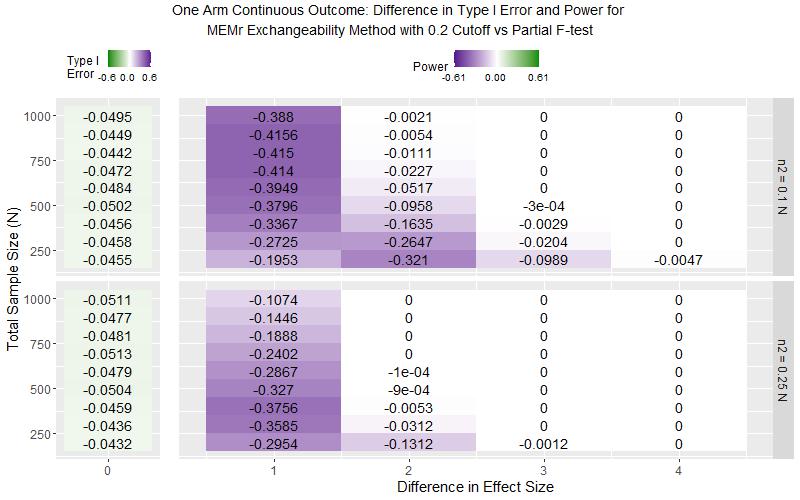 One Arm Continuous Outcome: Difference in Type I Error and Power for
MEMr Exchangeability Method with 0.2 Cutoff vs Partial F-test
Type I
Error -0.6 0.0 0.6
Power -0.61 0.00 0.61
Total Sample Size (N)
1000 -0.0495 -0.388 -0.0021 0 0
-0.0449 -0.4156 -0.0054 0 0
750 -0.0442 -0.415 -0.0111 0 0
-0.0472 -0.414 -0.0227 0 0
-0.0484 -0.3949 -0.0517 0 0
500 -0.0502 -0.3796 -0.0958 -3e-04 0
-0.0456 -0.3367 -0.1635 -0.0029 0
-0.0458 -0.2725 -0.2647 -0.0204 0
250 -0.0455 -0.1953 -0.321 -0.0989 -0.0047
n2 = 0.1 N
1000 -0.0511 -0.1074 0 0 0
-0.0477 -0.1446 0 0 0
750 -0.0481 -0.1888 0 0 0
-0.0513 -0.2402 0 0 0
-0.0479 -0.2867 -1e-04 0 0
500 -0.0504 -0.327 -9e-04 0 0
-0.0459 -0.3756 -0.0053 0 0
-0.0436 -0.3585 -0.0312 0 0
250 -0.0432 -0.2954 -0.1312 -0.0012 0
n2 = 0.25 N
0 1 2 3 4
Difference in Effect Size